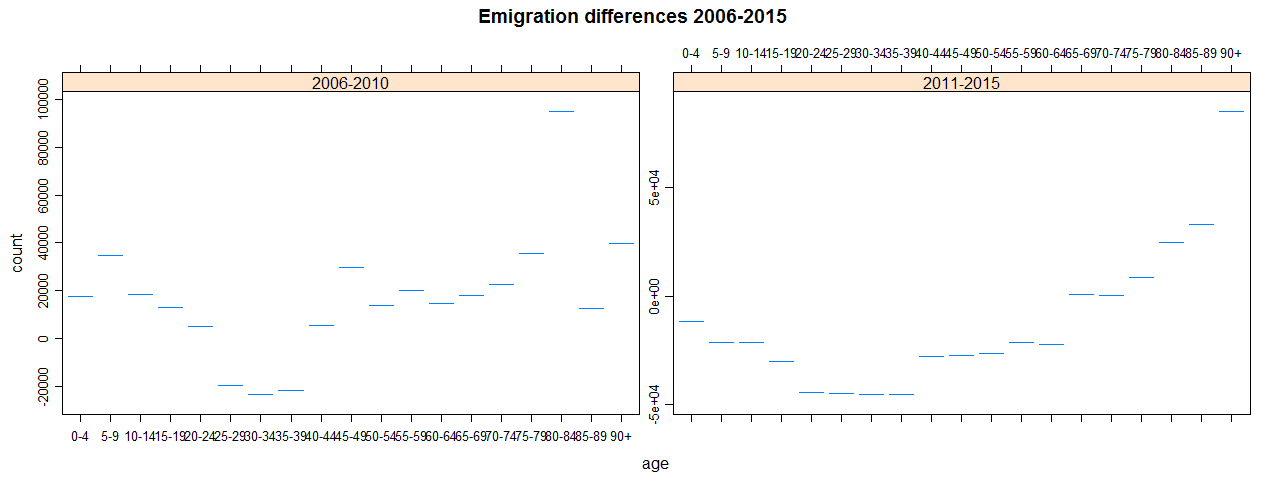 Emigration differences 2006-2015
0-4 5-9 10-14 15-19 20-24 25-29 30-34 35-39 40-44 45-49 50-54 55-59 60-64 65-69 70-74 75-79 80-84 85-89 90+
2006-2010
2011-2015
count
100000
80000
60000
40000
20000
0
-20000
5e+04
0e+00
-5e+04
0-4 5-9 10-14 15-19 20-24 25-29 30-34 35-39 40-44 45-49 50-54 55-59 60-64 65-69 70-74 75-79 80-84 85-89 90+
age